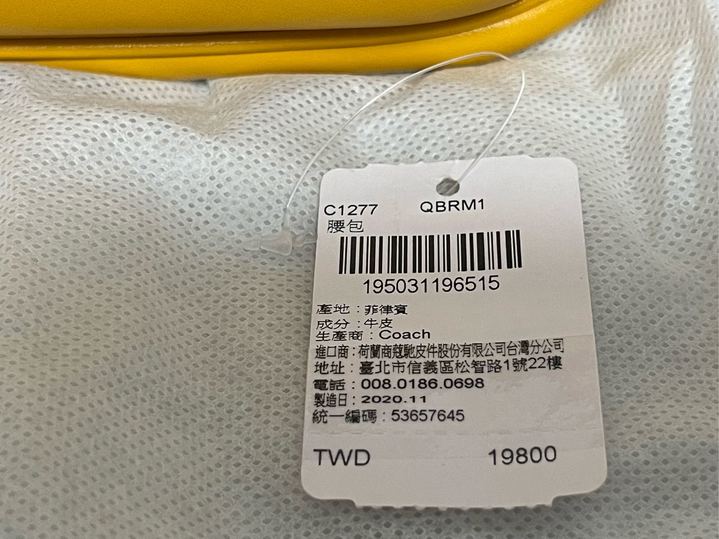 C1277 QBRM1
腰包
195031196515
產地:菲律賓
成分:牛皮
生產商:Coach
進口商:荷蘭商蔻馳皮件股份有限公司台灣分公司
地址:臺北市信義區松智路1號22樓
電話:008.0186.0698
製造日:2020.11
統一編碼:53657645
TWD 19800